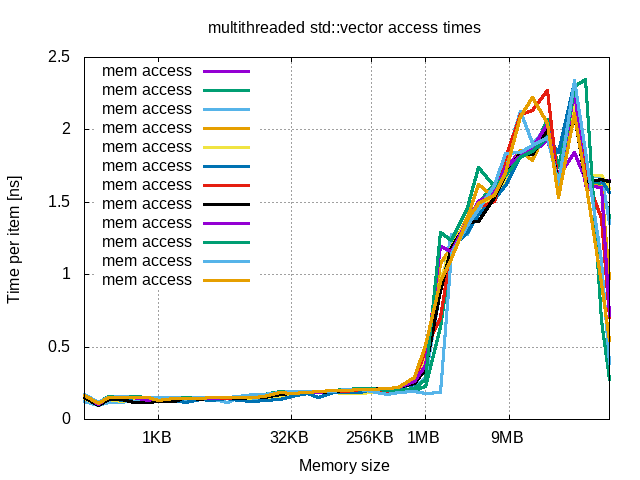 multithreaded std::vector access times
2.5
2
1.5
1
0.5
0
Time per item [ns]
mem access
mem access
mem access
mem access
mem access
mem access
mem access
mem access
mem access
mem access
mem access
mem access
1KB 32KB 256KB 1MB 9MB
Memory size